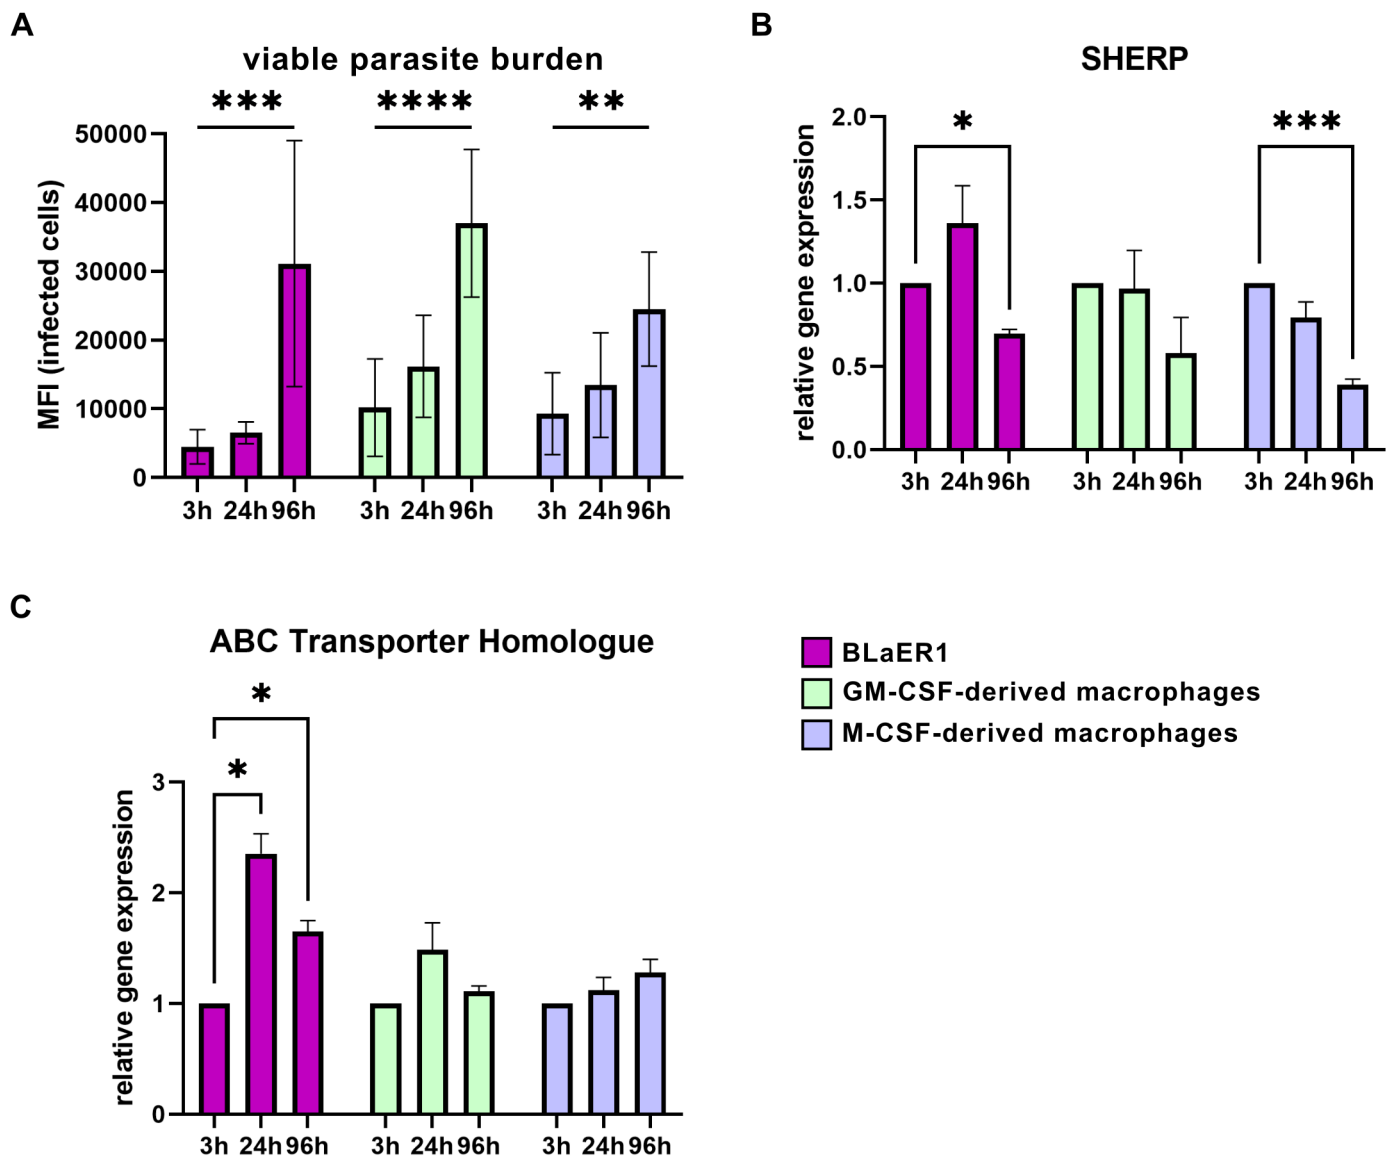 A
viable parasite burden
*** **** **
MFI (infected cells)
50000
40000
30000
20000
10000
0
3h 24h 96h 3h 24h 96h 3h 24h 96h
B
SHERP
* ***
relative gene expression
2.0
1.5
1.0
0.5
0.0
3h 24h 96h 3h 24h 96h 3h 24h 96h
C
ABC Transporter Homologue
*
*
relative gene expression
3
2
1
0
3h 24h 96h 3h 24h 96h 3h 24h 96h
BLaER1
GM-CSF-derived macrophages
M-CSF-derived macrophages